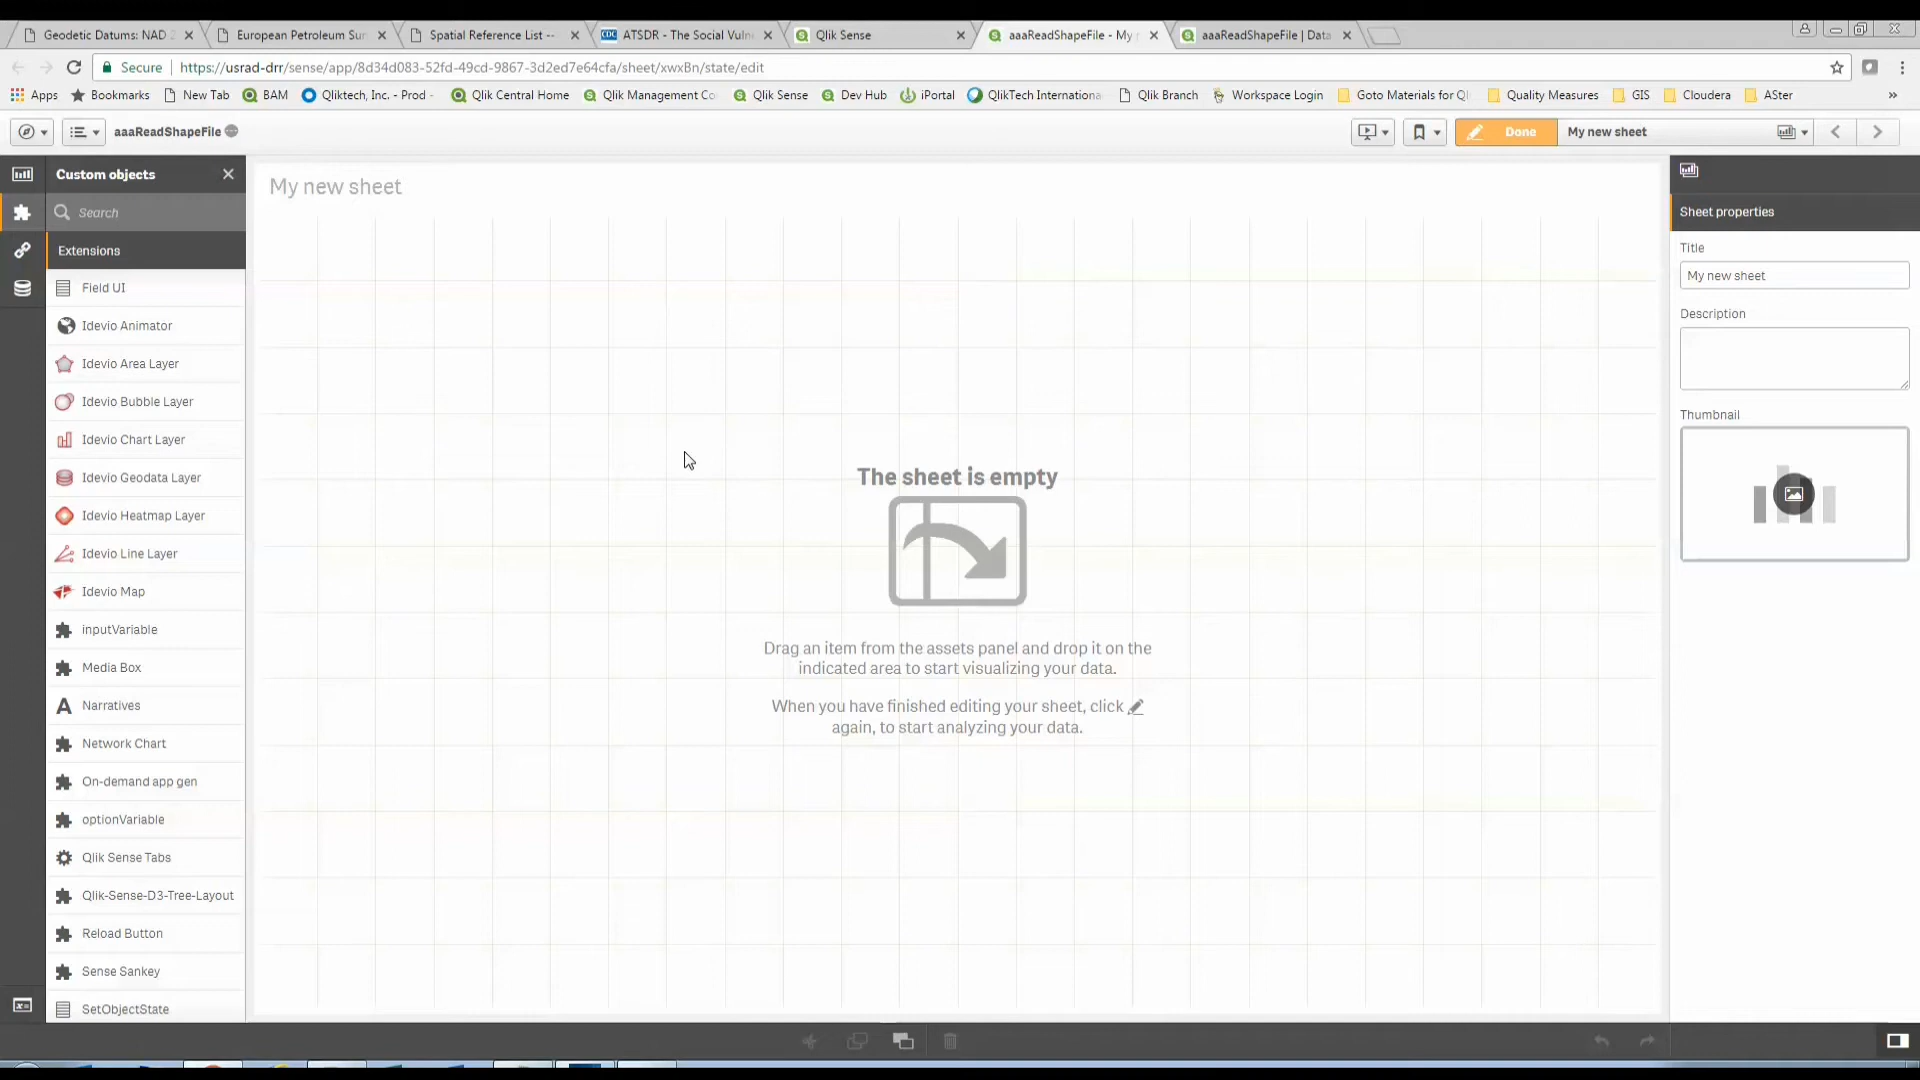 Geodetic Datums: NAD 2
European Petroleum Sur
Spatial Reference List --
ATSDR - The Social Vuln
Qlik Sense
aaaReadShapeFile - My
aaaReadShapeFile | Data
Secure https://usrad-drr/sense/app/8d34d083-52fd-49cd-9867-3d2ed7e64cfa/sheet/xwxBn/state/edit
Apps Bookmarks New Tab BAM Qliktech, Inc. - Prod - Qlik Central Home Qlik Management Co Qlik Sense Dev Hub iPortal QlikTech Internationa Qlik Branch Workspace Login Goto Materials for Ql Quality Measures GIS Cloudera ASter »
aaaReadShapeFile
Done
My new sheet
Custom objects
Search
Extensions
Field UI
Idevio Animator
Idevio Area Layer
Idevio Bubble Layer
Idevio Chart Layer
Idevio Geodata Layer
Idevio Heatmap Layer
Idevio Line Layer
Idevio Map
inputVariable
Media Box
Narratives
Network Chart
On-demand app gen
optionVariable
Qlik Sense Tabs
Qlik-Sense-D3-Tree-Layout
Reload Button
Sense Sankey
SetObjectState
My new sheet
The sheet is empty
Drag an item from the assets panel and drop it on the
indicated area to start visualizing your data.
When you have finished editing your sheet, click
again, to start analyzing your data.
Sheet properties
Title
My new sheet
Description
Thumbnail